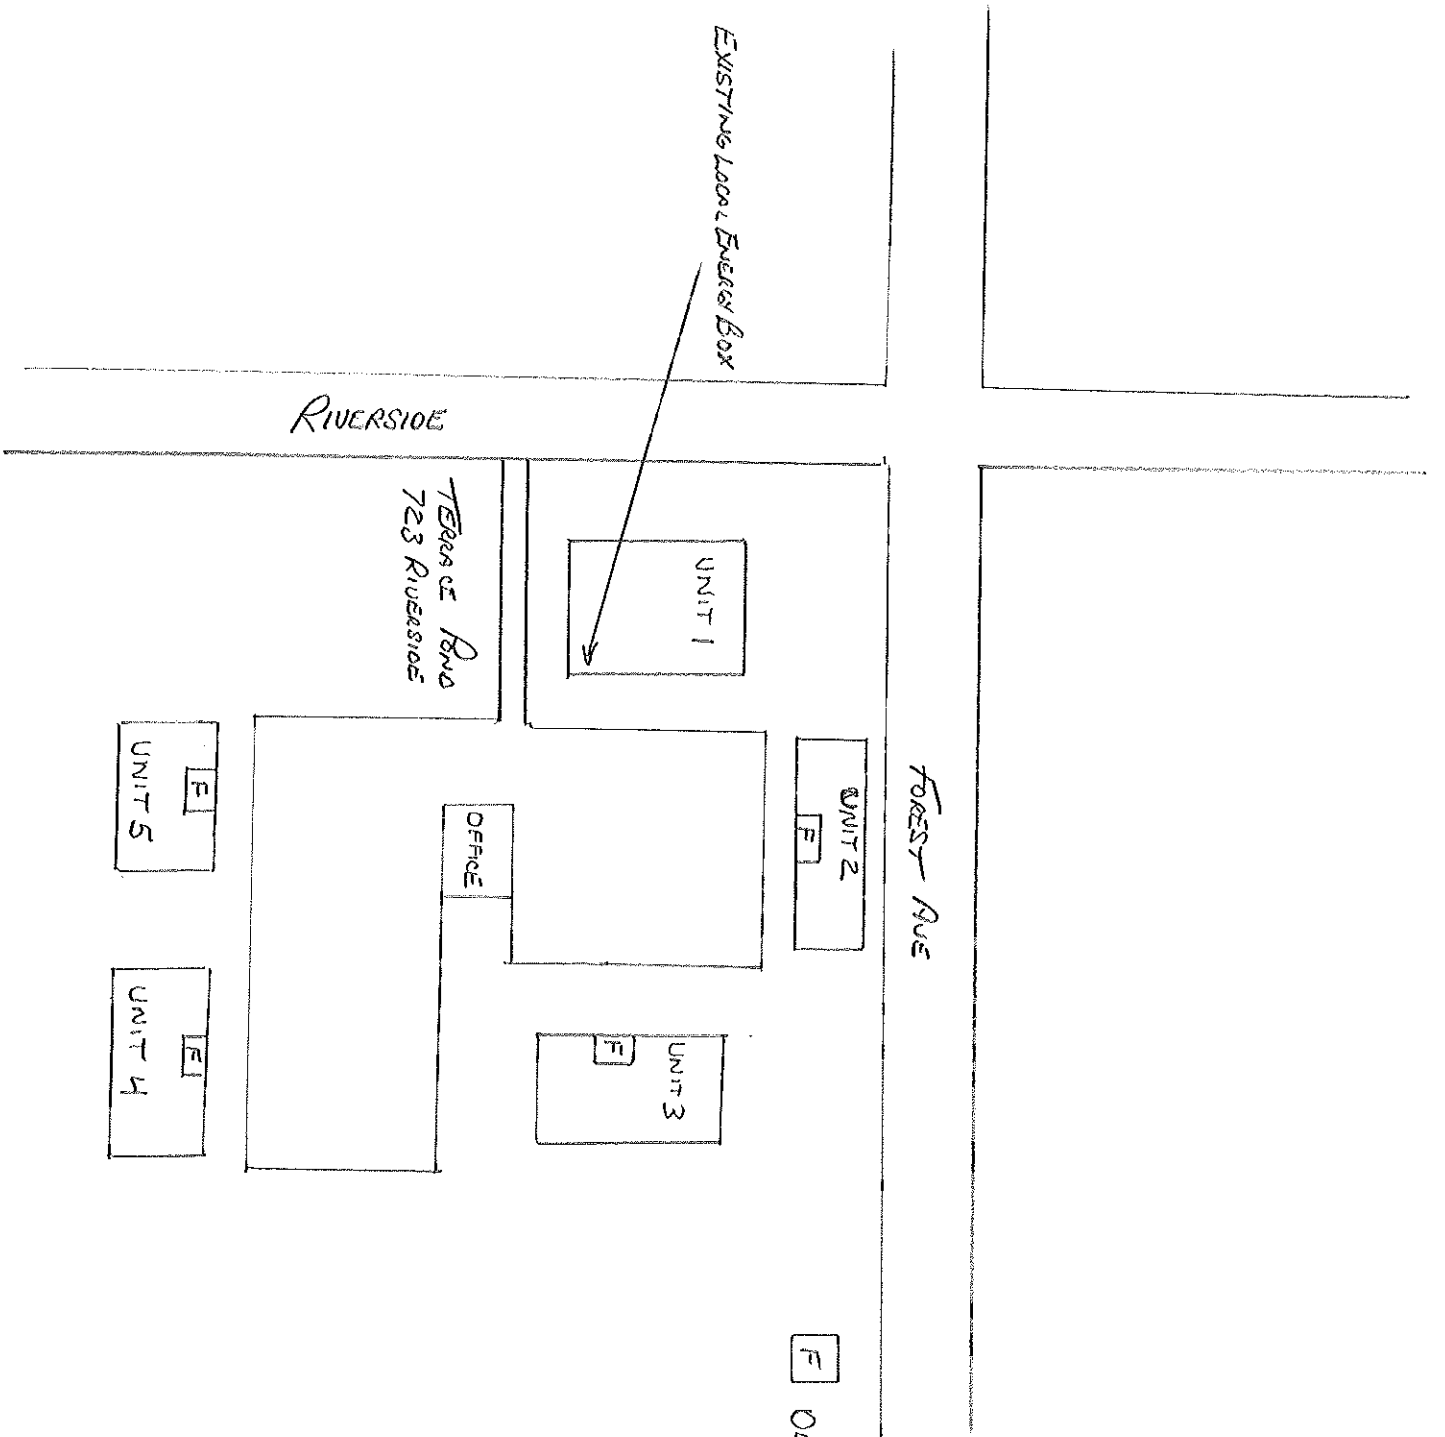 EXISTING LOCAL ENERGY BOX
RIVERSIDE
TERRACE POND
723 RIVERSIDE
FOREST AVE
UNIT 1
UNIT 2
F
UNIT 3
F
OFFICE
UNIT 5
F
UNIT 4
F
F